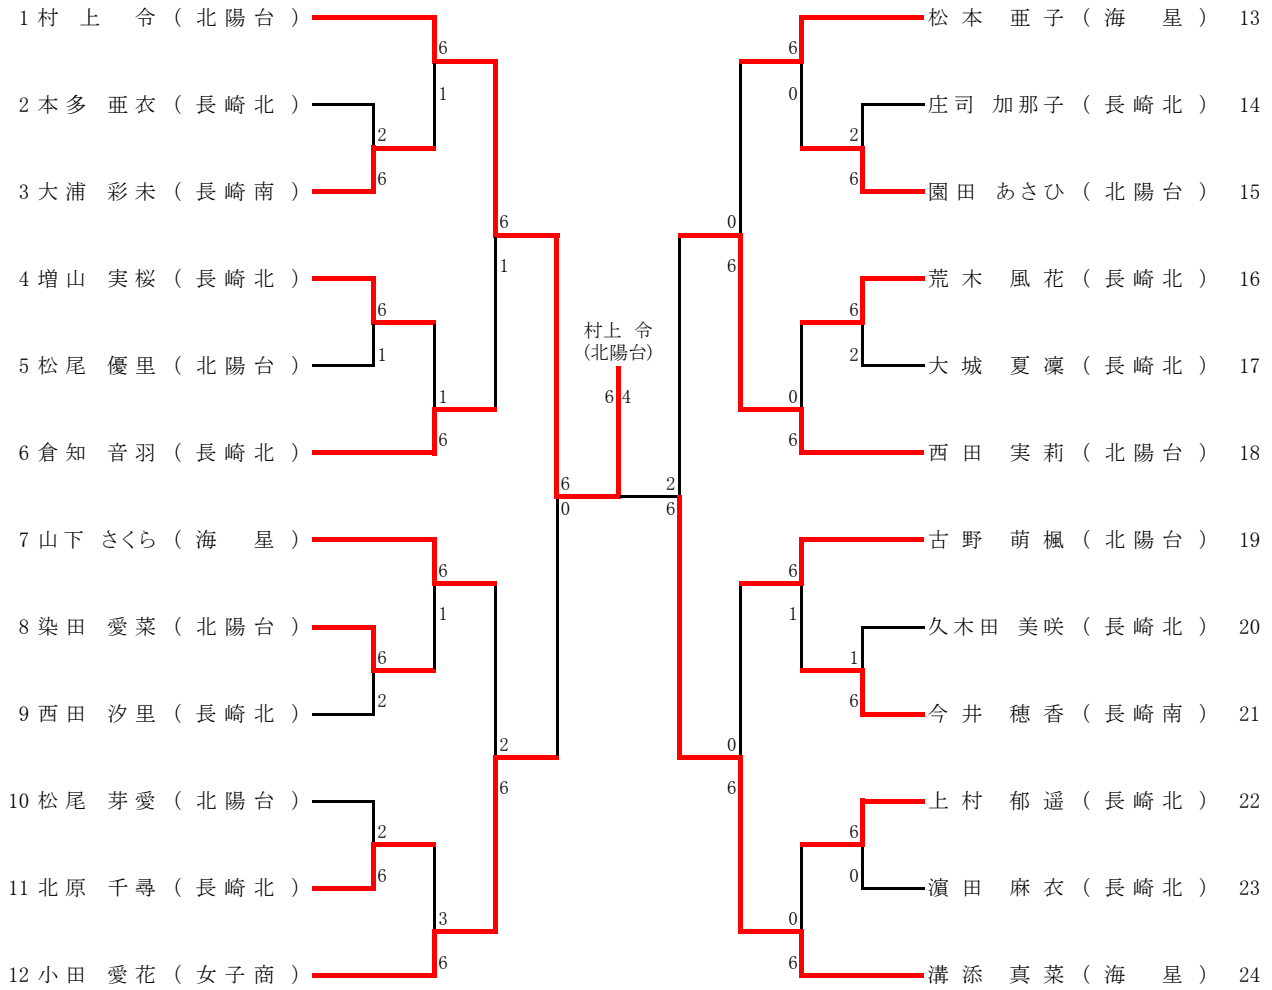 1 村 上 令 ( 北 陽 台 )
6
1
2 本 多 亜 衣 ( 長 崎 北 )
2
6
3 大 浦 彩 未 ( 長 崎 南 )
6
1
4 増 山 実 桜 ( 長 崎 北 )
6
1
5 松 尾 優 里 ( 北 陽 台 )
1
6
6 倉 知 音 羽 ( 長 崎 北 )
6
0
7 山 下 さくら ( 海 星 )
6
1
8 染 田 愛 菜 ( 北 陽 台 )
6
2
9 西 田 汐 里 ( 長 崎 北 )
2
6
10 松 尾 芽 愛 ( 北 陽 台 )
2
6
11 北 原 千 尋 ( 長 崎 北 )
3
6
12 小 田 愛 花 ( 女 子 商 )
村上 令
(北陽台)
6 4
松 本 亜 子 ( 海 星 ) 13
6
0
庄 司 加那子 ( 長 崎 北 ) 14
2
6
園 田 あさひ ( 北 陽 台 ) 15
0
6
荒 木 風 花 ( 長 崎 北 ) 16
6
2
大 城 夏 凜 ( 長 崎 北 ) 17
0
6
西 田 実 莉 ( 北 陽 台 ) 18
2
6
古 野 萌 楓 ( 北 陽 台 ) 19
6
1
久木田 美 咲 ( 長 崎 北 ) 20
1
6
今 井 穂 香 ( 長 崎 南 ) 21
0
6
上 村 郁 遥 ( 長 崎 北 ) 22
6
0
濵 田 麻 衣 ( 長 崎 北 ) 23
0
6
溝 添 真 菜 ( 海 星 ) 24